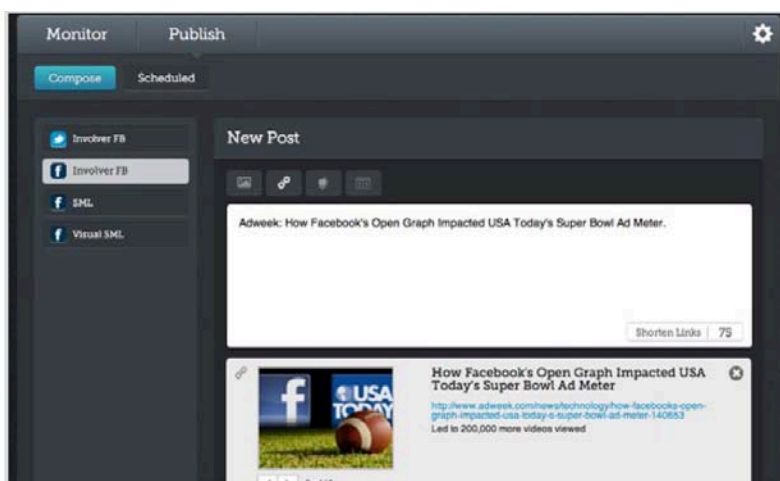 Monitor
Publish
Compose
Scheduled
Involver FB
Involver FB
SML
Visual SML
New Post
Adweek: How Facebook's Open Graph Impacted USA Today's Super Bowl Ad Meter.
Shorten Links | 75
How Facebook's Open Graph Impacted USA
Today's Super Bowl Ad Meter
http://www.adweek.com/news/technology/how-facebooks-open-
graph-impacted-usa-today-s-super-bowl-ad-meter-140653
Led to 200,000 more videos viewed
f
USA
TODAY